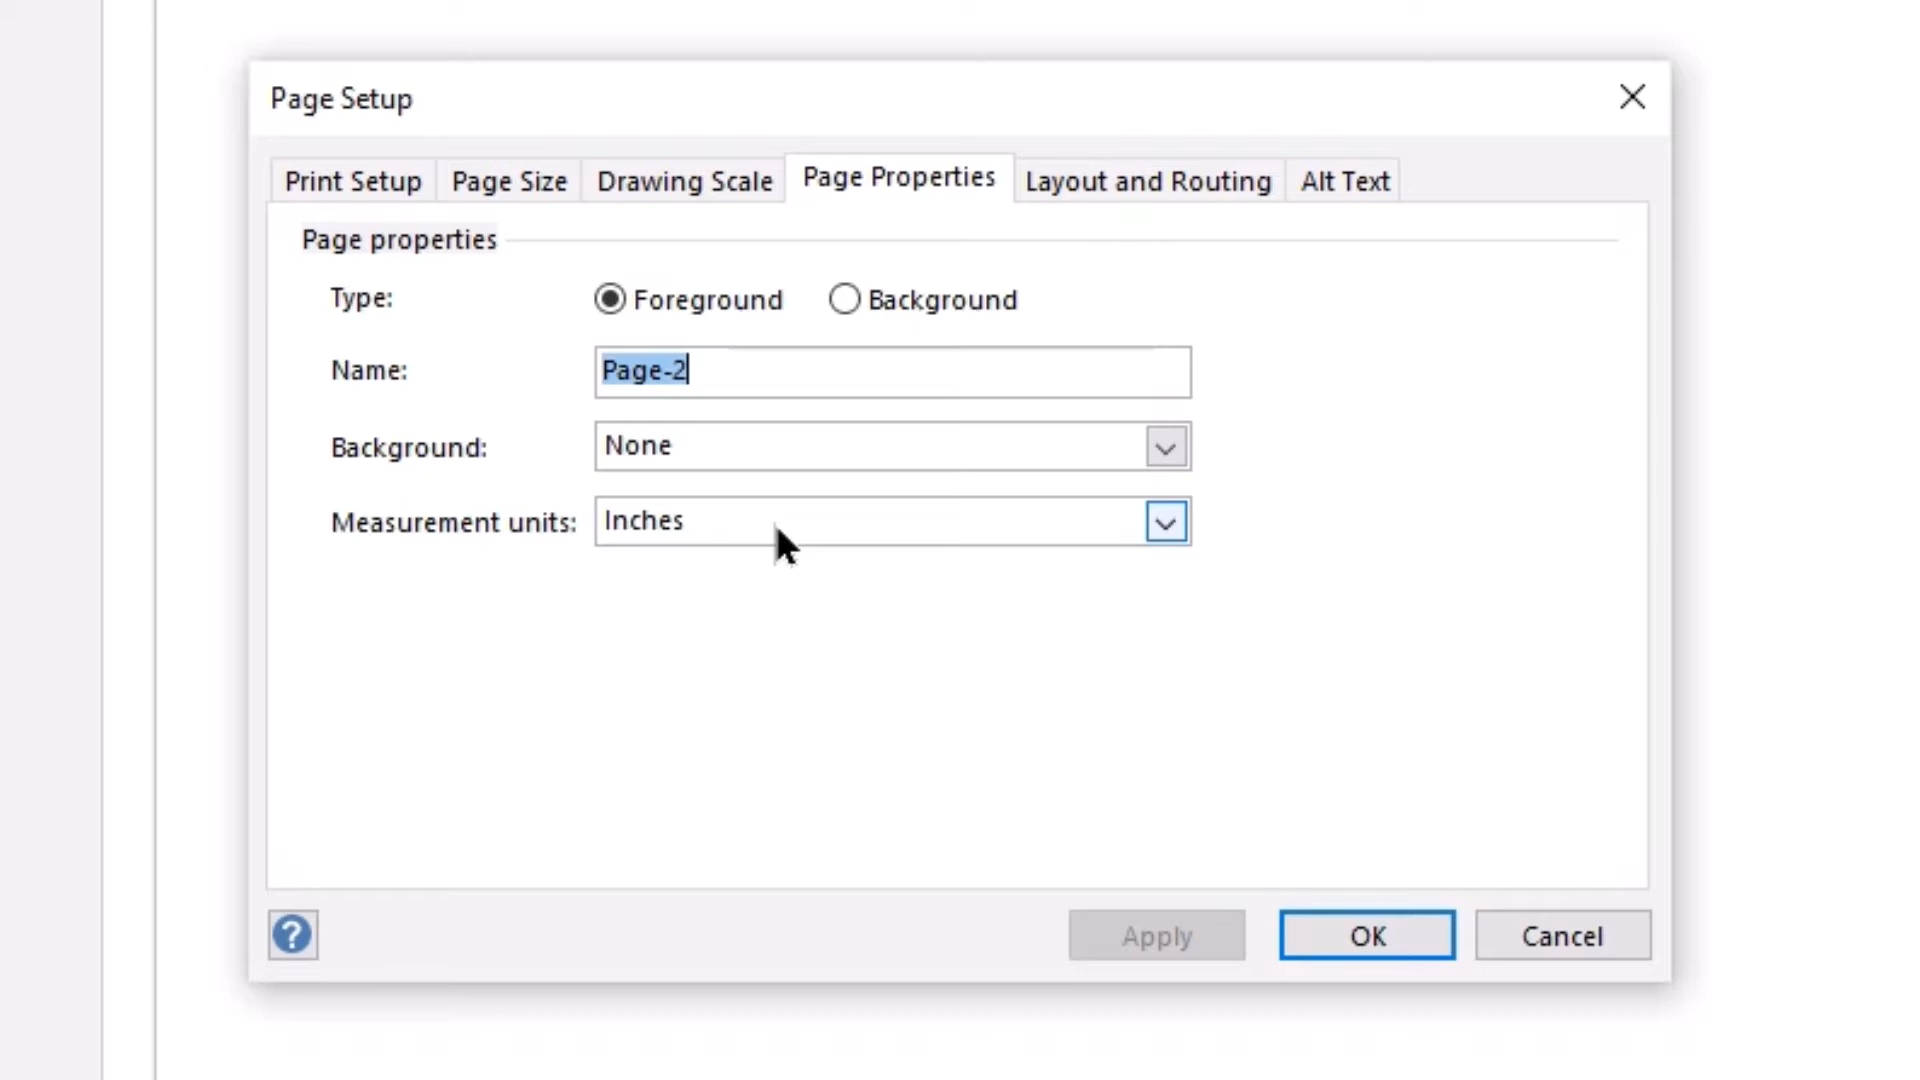 Page Setup
Print Setup Page Size Drawing Scale Page Properties Layout and Routing Alt Text
Page properties
Type: Foreground Background
Name: Page-2
Background: None
Measurement units: Inches
? Apply OK Cancel